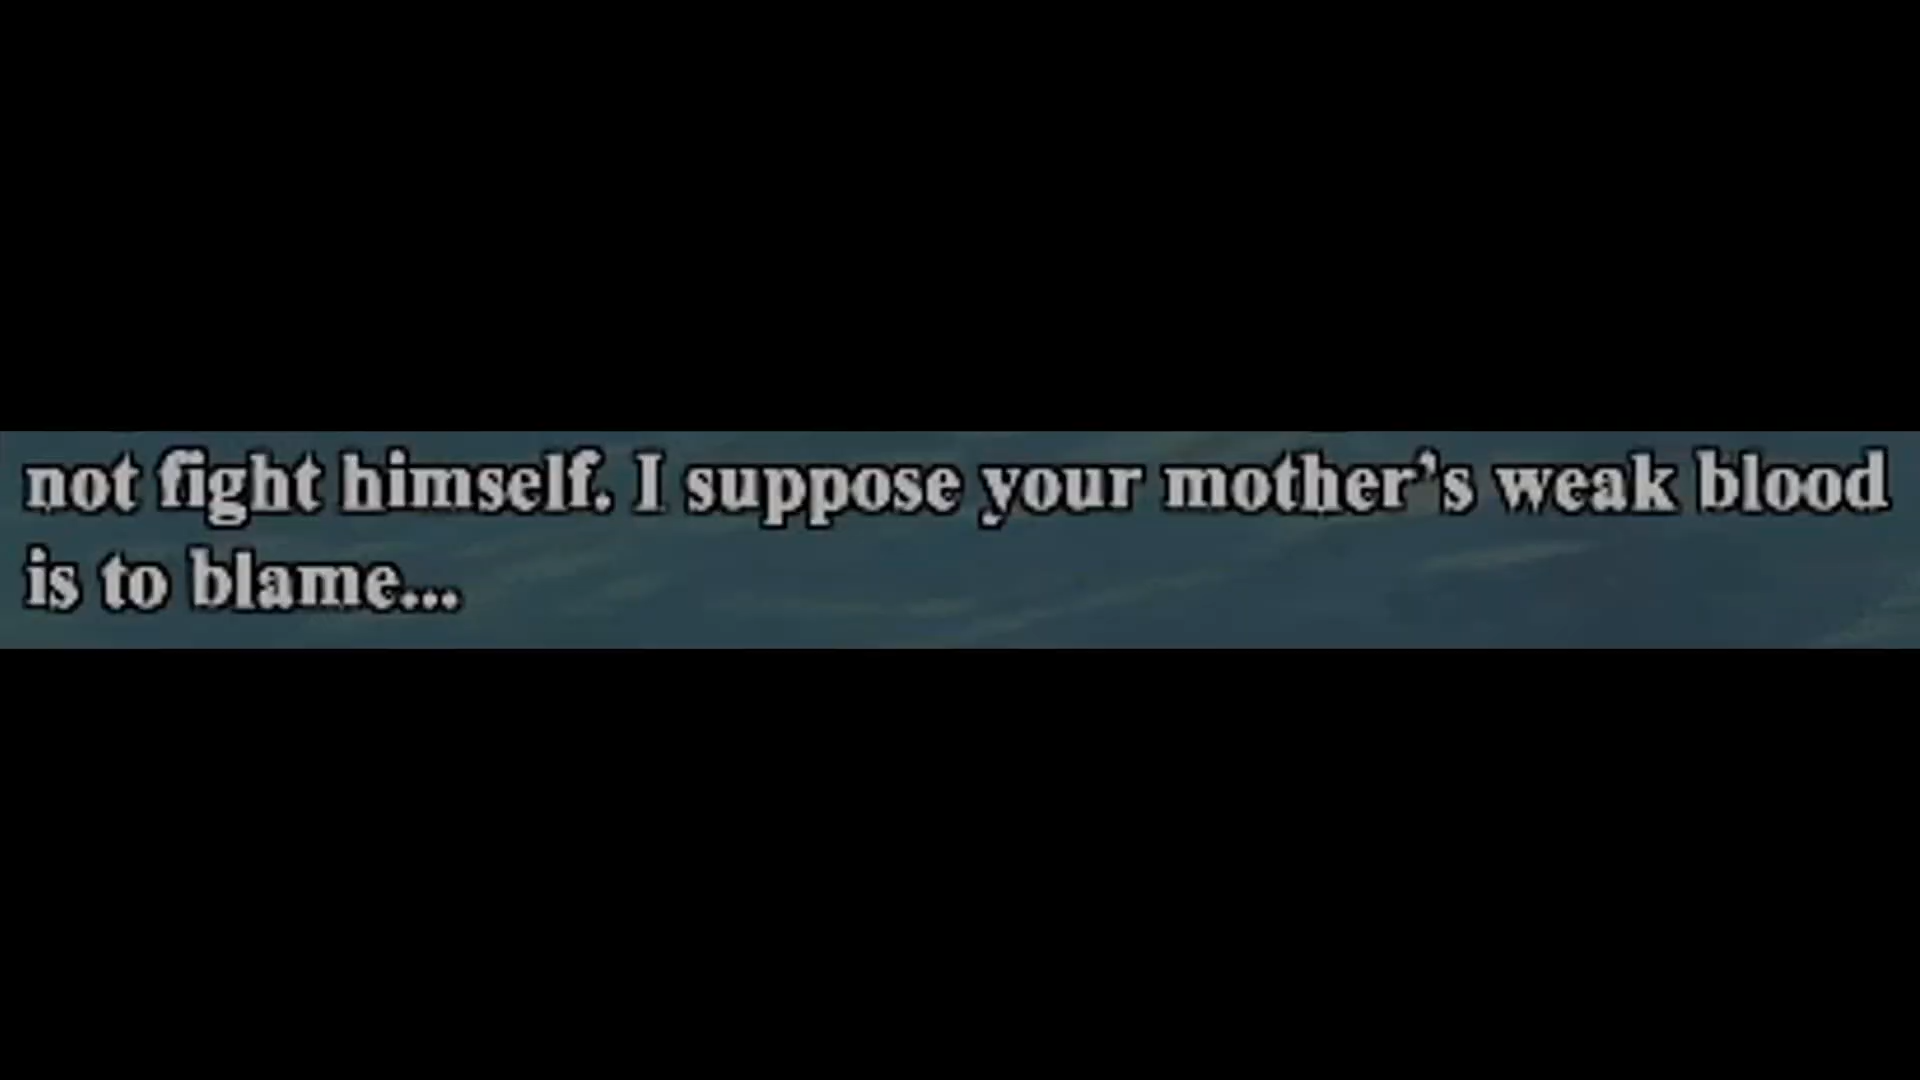 not fight himself. I suppose your mother’s weak blood
is to blame...